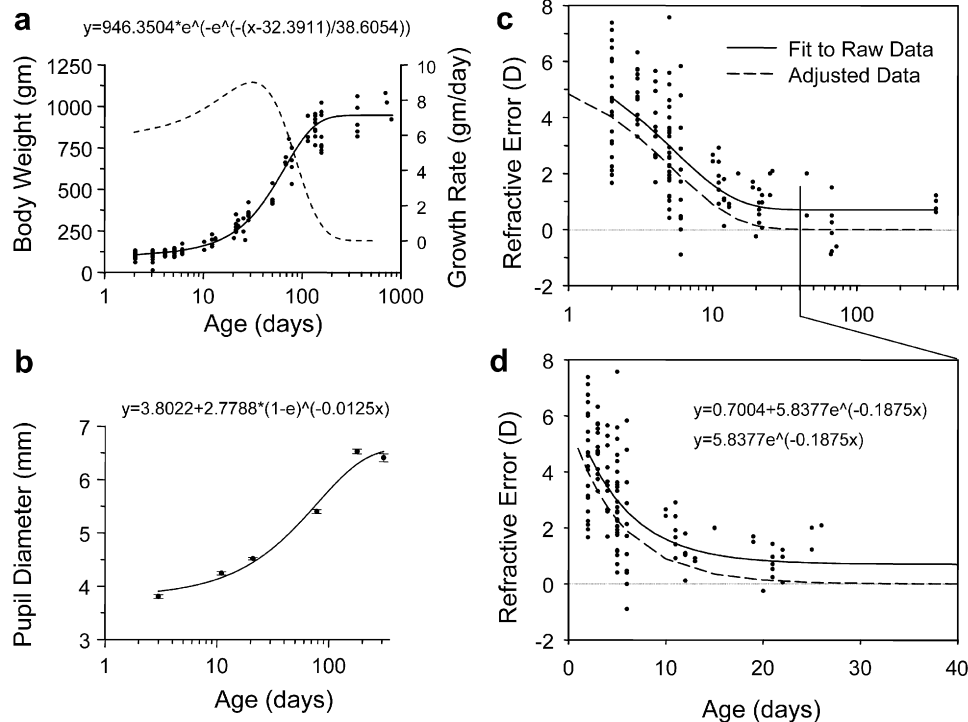 a
y=946.3504*e^(-e^(-(x-32.3911)/38.6054))
Body Weight (gm)
1250
1000
750
500
250
0
10
8
6
4
2
0
Growth Rate (gm/day)
1 10 100 1000
Age (days)
b
y=3.8022+2.7788*(1-e)^(-0.0125x)
Pupil Diameter (mm)
7
6
5
4
3
1 10 100
Age (days)
c
Refractive Error (D)
8
6
4
2
0
-2
Fit to Raw Data
Adjusted Data
1 10 100
d
Refractive Error (D)
8
6
4
2
0
-2
y=0.7004+5.8377e^(-0.1875x)
y=5.8377e^(-0.1875x)
0 10 20 30 40
Age (days)